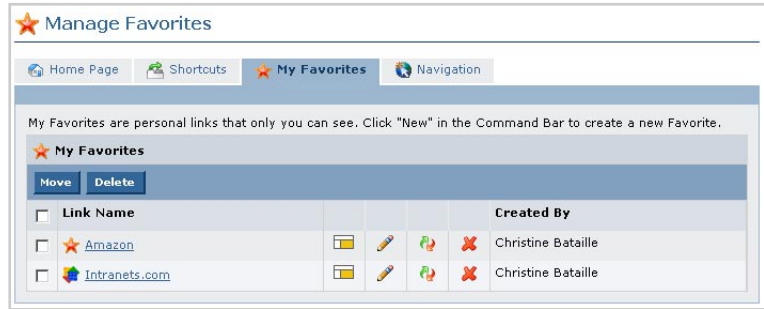 Manage Favorites
Home Page Shortcuts My Favorites Navigation
My Favorites are personal links that only you can see. Click "New" in the Command Bar to create a new Favorite.
My Favorites
Move Delete
Link Name Created By
Amazon Christine Bataille
Intranets.com Christine Bataille